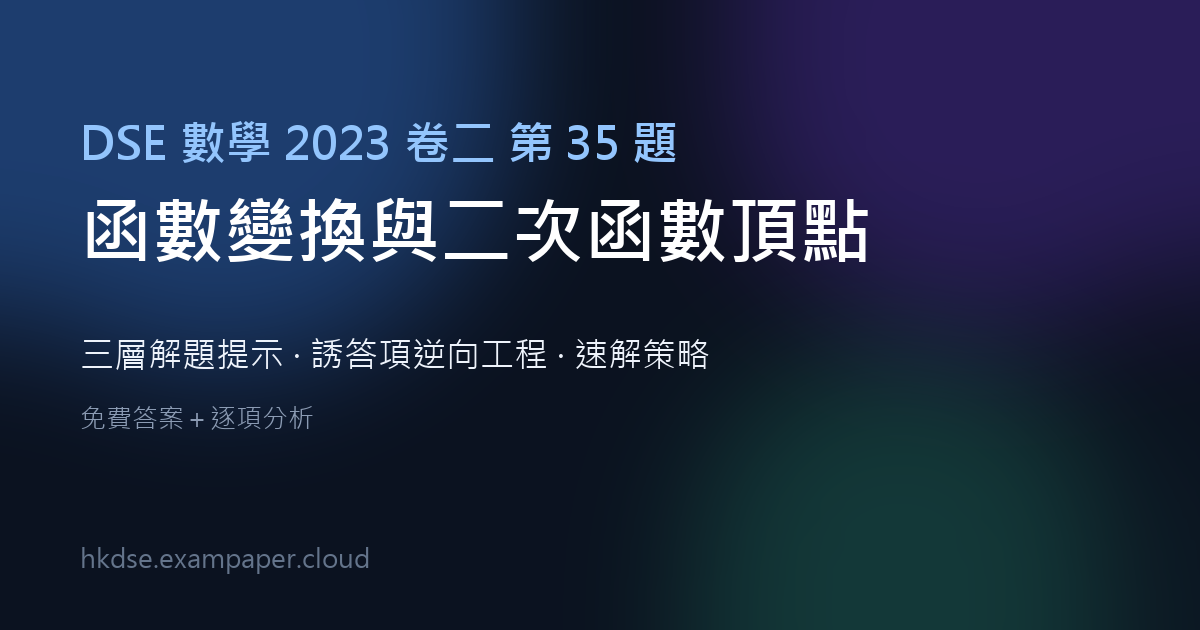 DSE 數學 2023 卷二 第 35 題
函數變換與二次函數頂點
三層解題提示 · 誘答項逆向工程 · 速解策略
免費答案 + 逐項分析
hkdse.exampaper.cloud